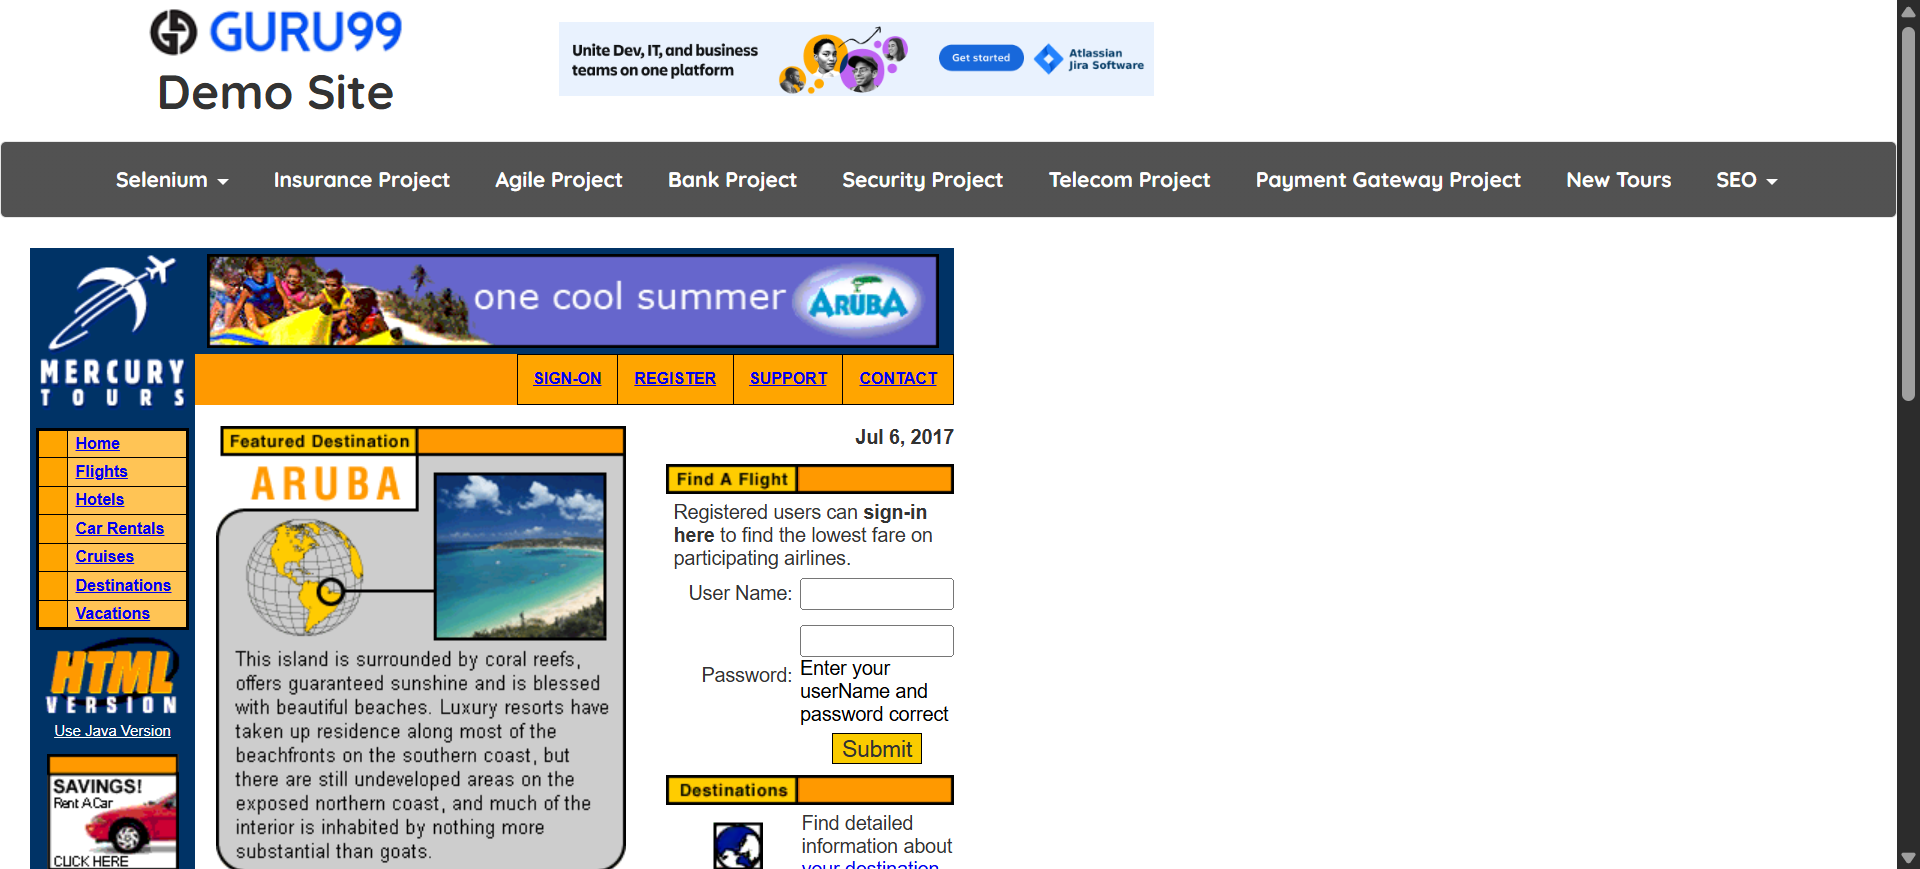 GURU99
Demo Site
Unite Dev, IT, and business
teams on one platform
Get started
Atlassian
Jira Software
Selenium
Insurance Project
Agile Project
Bank Project
Security Project
Telecom Project
Payment Gateway Project
New Tours
SEO
one cool summer
ARUBA
MERCURY
TOURS
SIGN-ON
REGISTER
SUPPORT
CONTACT
Home
Flights
Hotels
Car Rentals
Cruises
Destinations
Vacations
HTML
VERSION
Use Java Version
SAVINGS!
Rent A Car
CLICK HERE
Featured Destination
ARUBA
This island is surrounded by coral reefs,
offers guaranteed sunshine and is blessed
with beautiful beaches. Luxury resorts have
taken up residence along most of the
beachfronts on the southern coast, but
there are still undeveloped areas on the
exposed northern coast, and much of the
interior is inhabited by nothing more
substantial than goats.
Jul 6, 2017
Find A Flight
Registered users can sign-in
here to find the lowest fare on
participating airlines.
User Name:
Password:
Enter your
userName and
password correct
Submit
Destinations
Find detailed
information about
your destination